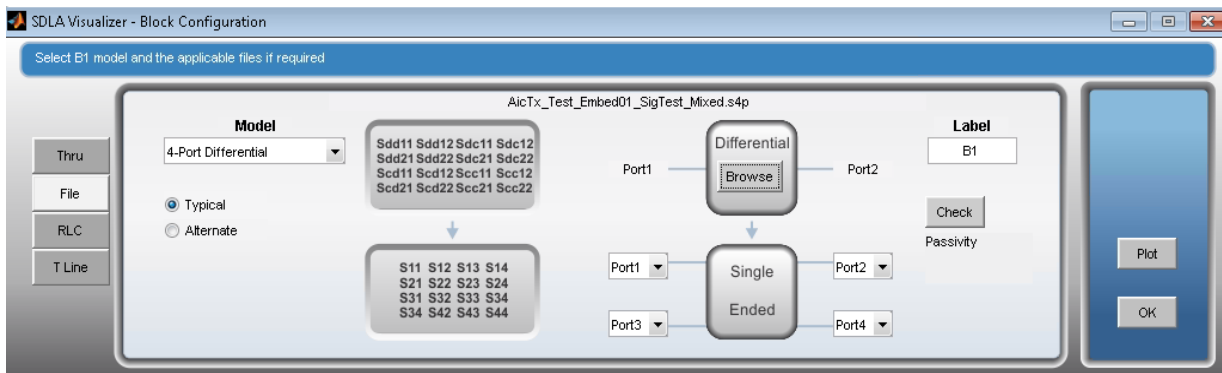 SDLA Visualizer - Block Configuration
Select B1 model and the applicable files if required
AicTx_Test_Embed01_SigTest_Mixed.s4p
Thru
File
RLC
T Line
Model
4-Port Differential
Typical
Alternate
Sdd11 Sdd12 Sdc11 Sdc12
Sdd21 Sdd22 Sdc21 Sdc22
Scd11 Scd12 Scc11 Scc12
Scd21 Scd22 Scc21 Scc22
S11 S12 S13 S14
S21 S22 S23 S24
S31 S32 S33 S34
S34 S42 S43 S44
Port1
Differential
Browse
Port2
Port1
Port2
Single
Ended
Port3
Port4
Label
B1
Check
Passivity
Plot
OK